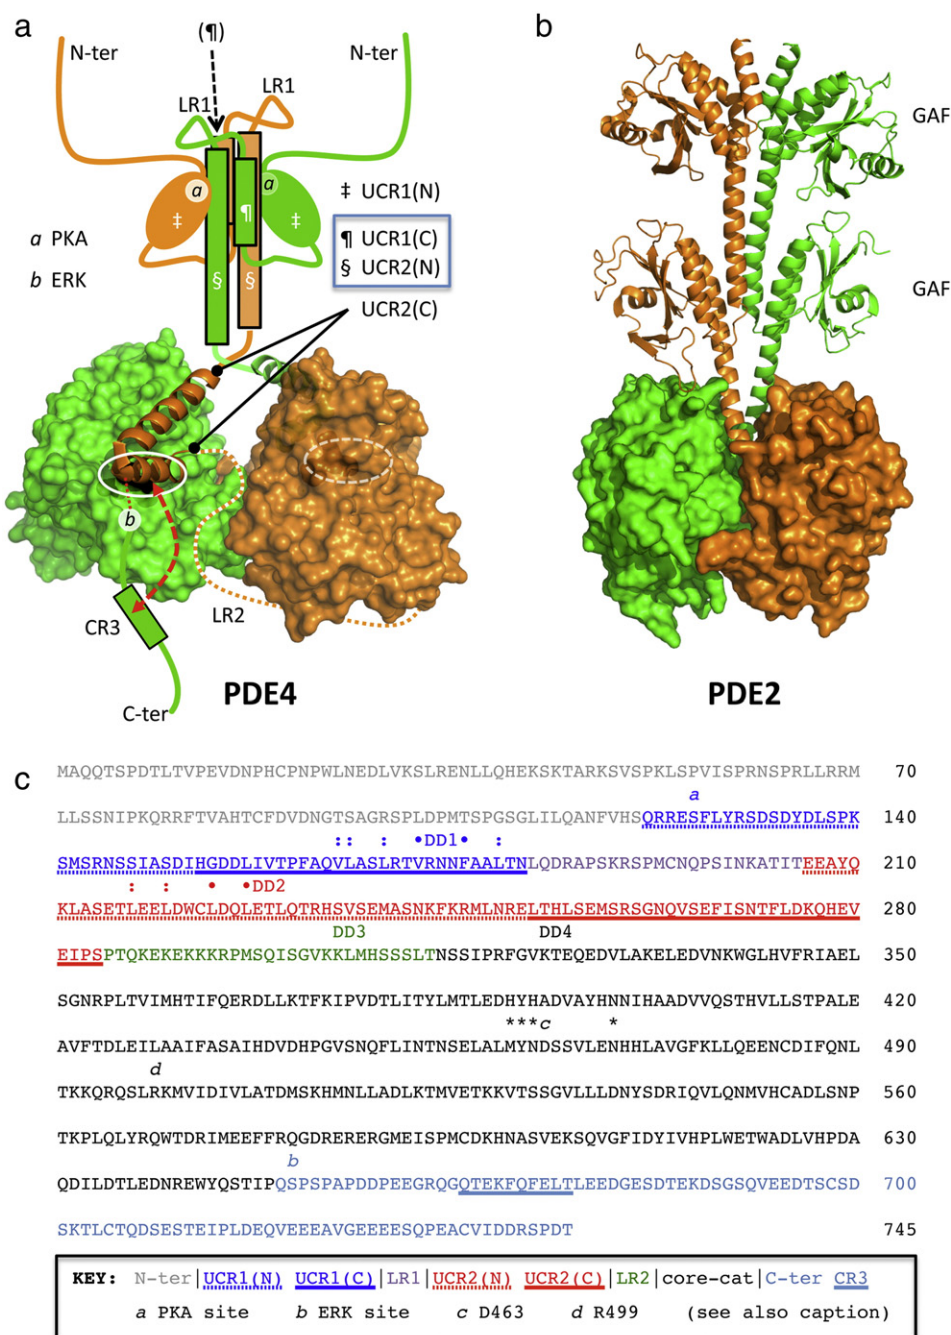 a
(¶)
N-ter
N-ter
LR1
LR1
a
a
‡
‡
¶
§
§
a PKA
b ERK
‡ UCR1(N)
¶ UCR1(C)
§ UCR2(N)
UCR2(C)
b
CR3
LR2
C-ter
PDE4
b
GAF
GAF
PDE2
c
MAQQTSPDTLTVPEVDNPHCPNPWLNEDLVKSLRENLLQHEKSKTARKSVSPKLSPVISPRNSPRLLRRM 70
a
LLSSNIPKQRRFTVAHTCFDVDNGTSAGRSPLDPMTSPGSGLILQANFVHSQRRESFLYRSDSDYDLSPK 140
: : : • DD1 • :
SMSRNSSIASDIHGDDLIVTPFAQVLASLRTVRNNFAALTNLQDRAPSKRSPMCNQPSINKATITEEAYQ 210
: : • • DD2
KLASETLEELDWCLDQLETLQTRHSVSEMASNKFKRMLNRELTHLSEMSRSGNQVSEFISNTFLDKQHEV 280
DD3 DD4
EIPSPTQKEKEKKKRPMSQISGVKKLMHSSSLTNSSIPRFGVKTEQEDVLAKELEDVNKWGLHVFRIAEL 350
SGNRPLTVIMHTIFQERDLLKTFKIPVDTLITYLMTLEDHYHADVAYHNNIHAADVVQSTHVLLSTPALE 420
***c *
AVFTDLEILAAIFASAIHDVDHPGVSNQFLINTNSELALMYNDSSVLENHHLAVGFKLLQEENCDIFQNL 490
d
TKKQRQSLRKMVIDIVLATDMSKHMNLLADLKTMVETKKVTSSGVLLLDNYSDRIQVLQNMVHCADLSNP 560
TKPLQLYRQWTDRIMEEFFRQGDRERERGMEISPMCDKHNASVEKSQVGFIDYIVHPLWETWADLVHPDA 630
b
QDILDTLEDNREWYQSTIPQSPSPAPDDPEEGRQGQTEKFQFELTLEEDGESDTEKDSGSQVEEDTSCSD 700
SKTLCTQDSESTEIPLDEQVEEEAVGEEEESQPEACVIDDRSPDT 745
KEY: N-ter|UCR1(N) UCR1(C)|LR1|UCR2(N) UCR2(C)|LR2|core-cat|C-ter CR3
a PKA site b ERK site c D463 d R499 (see also caption)